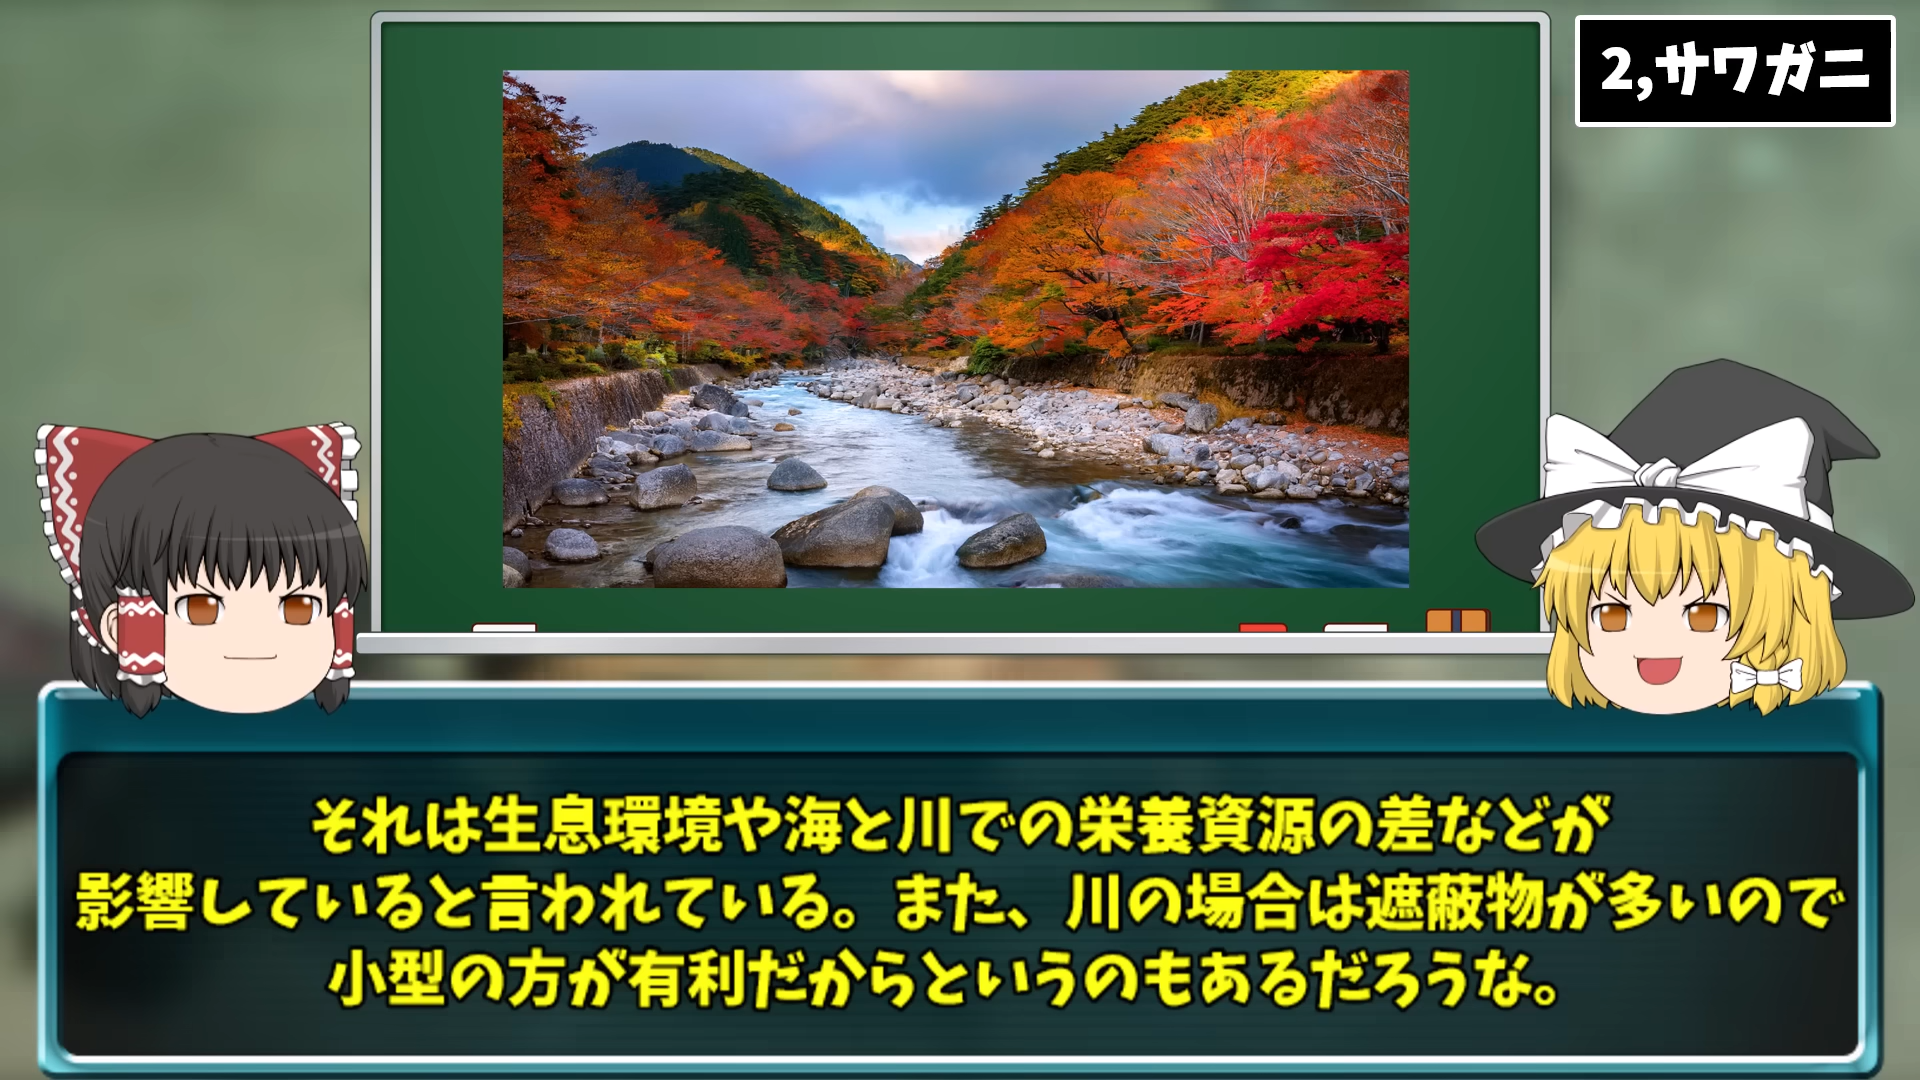 2,サワガニ
それは生息環境や海と川での栄養資源の差などが
影響していると言われている。また、川の場合は遮蔽物が多いので
小型の方が有利だからというのもあるだろうな。